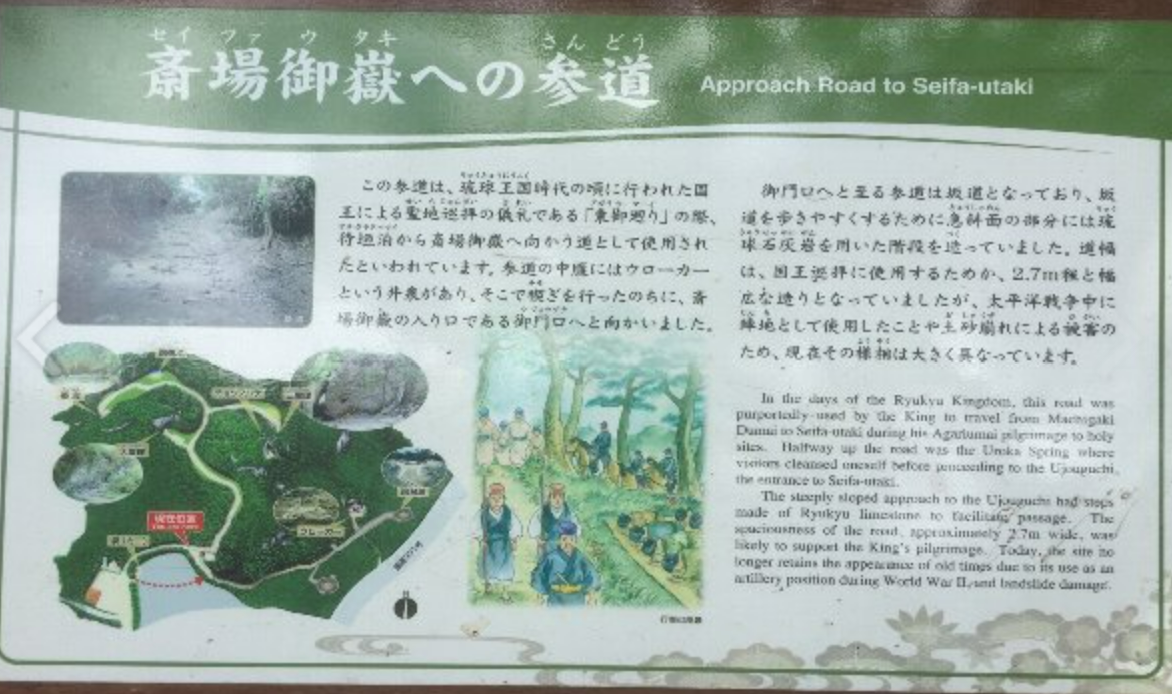 セイ ファ ウ タキ さん どう
斎場御嶽への参道 Approach Road to Seifa-utaki
この参道は、琉球王国時代の頃に行われた国
王による聖地巡拝の儀礼である「東御廻り」の際、
待垣泊から斎場御嶽へ向かう道として使用され
たといわれています。参道の中腹にはウローカー
という井泉があり、そこで禊ぎを行ったのちに、斎
場御嶽の入り口である御門口へと向かいました。
御門口へと至る参道は坂道となっており、坂
道を歩きやすくするために急斜面の部分には琉
球石灰岩を用いた階段を造っていました。道幅
は、国王巡拝に使用するためか、2.7m程と幅
広な造りとなっていましたが、太平洋戦争中に
陣地として使用したことや土砂崩れによる被害の
ため、現在その様相は大きく異なっています。
In the days of the Ryukyu Kingdom, this road was
purportedly used by the King to travel from Machigaki
Dumai to Seifa-utaki during his Agariumai pilgrimage to holy
sites. Halfway up the road was the Uroka Spring where
visitors cleansed oneself before proceeding to the Ujouguchi,
the entrance to Seifa-utaki.
The steeply sloped approach to the Ujouguchi had steps
made of Ryukyu limestone to facilitate passage. The
spaciousness of the road, approximately 2.7m wide, was
likely to support the King's pilgrimage. Today, the site no
longer retains the appearance of old times due to its use as an
artillery position during World War II, and landslide damage.
現在位置
ウローカー